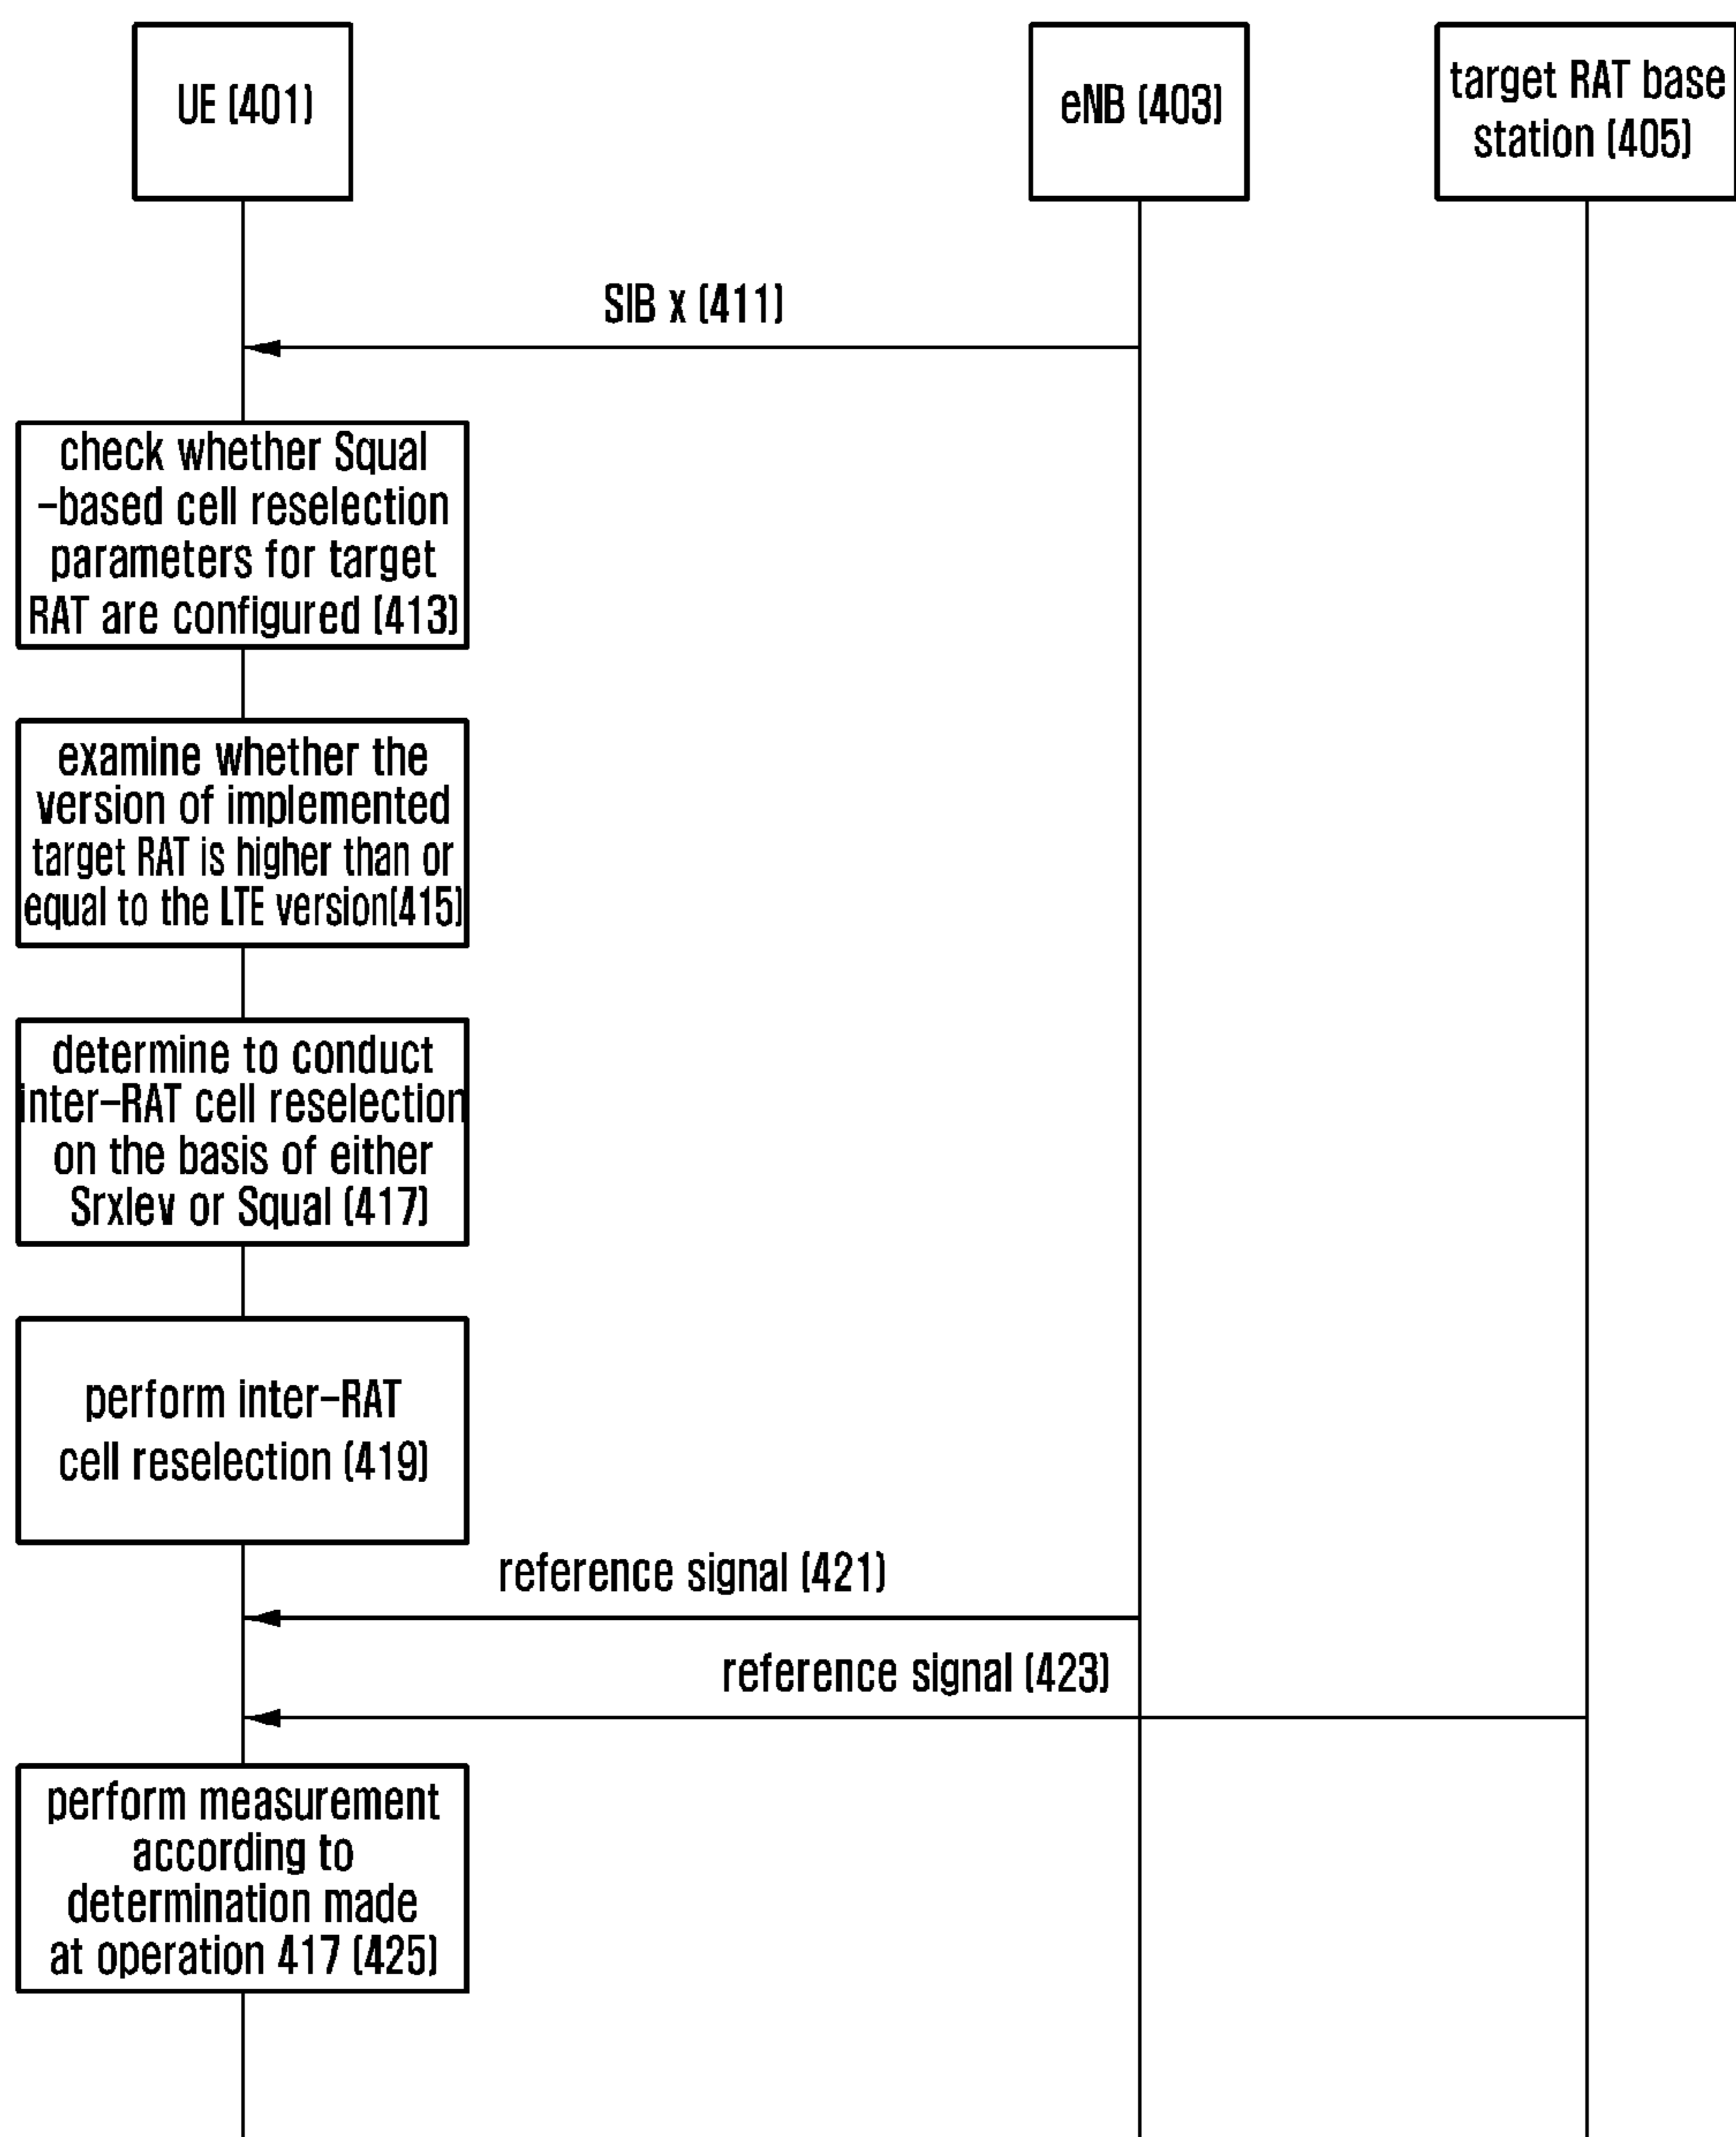 UE (401)
eNB (403)
target RAT base
station (405)
SIB x (411)
check whether Squal
-based cell reselection
parameters for target
RAT are configured (413)
examine whether the
version of implemented
target RAT is higher than or
equal to the LTE version(415)
determine to conduct
inter-RAT cell reselection
on the basis of either
Srxlev or Squal (417)
perform inter-RAT
cell reselection (419)
reference signal (421)
reference signal (423)
perform measurement
according to
determination made
at operation 417 (425)